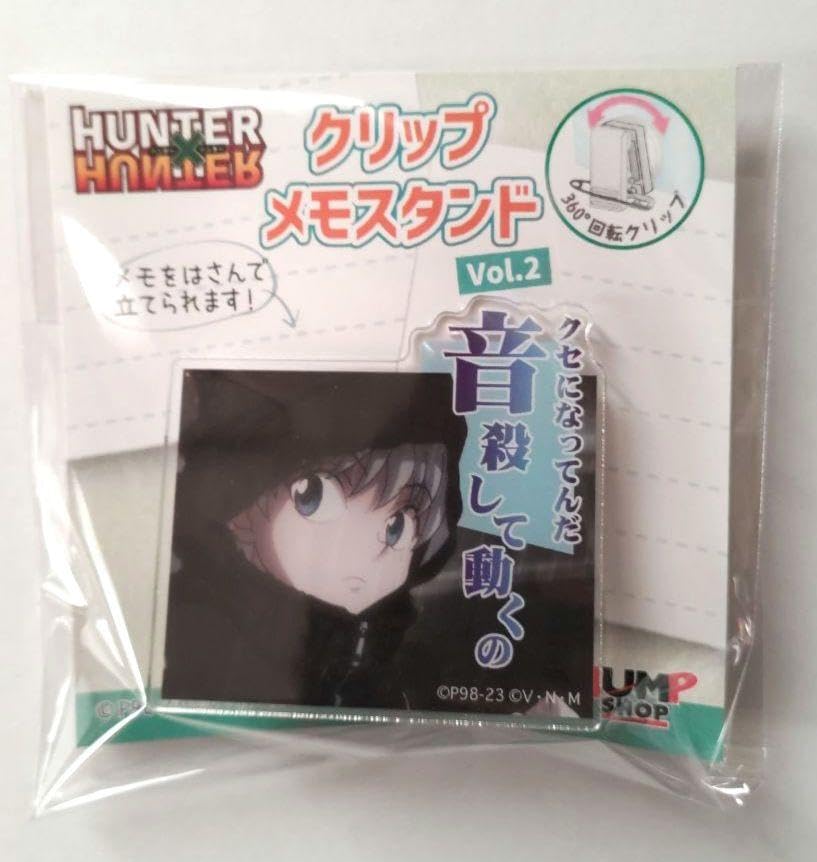 HUNTER
×
HUNTER
クリップ
メモスタンド
Vol.2
360°回転クリップ
メモをはさんで
立てられます!
クセになってんだ
音殺して動くの
©P98-23 ©V・N・M
JUMP
SHOP
©P9